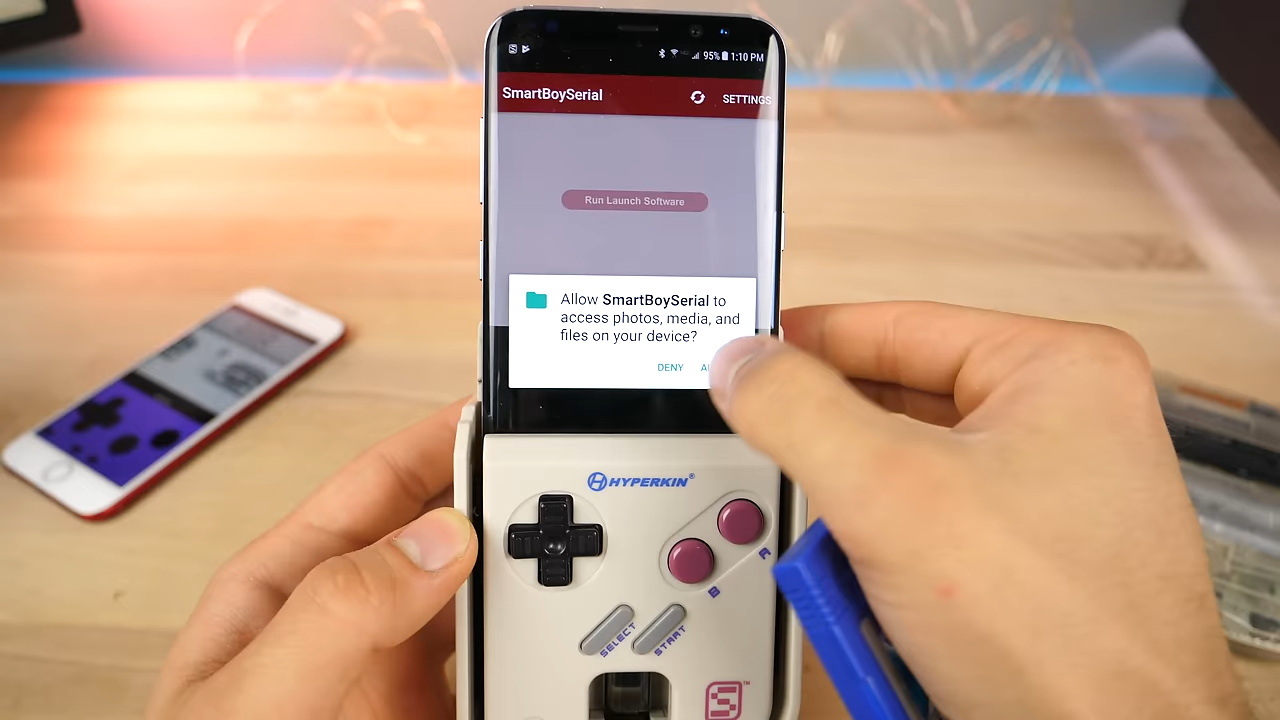 95% 1:10 PM
SmartBoySerial
SETTINGS
Run Launch Software
Allow SmartBoySerial to
access photos, media, and
files on your device?
DENY
HYPERKIN®
A
B
SELECT
START
S™